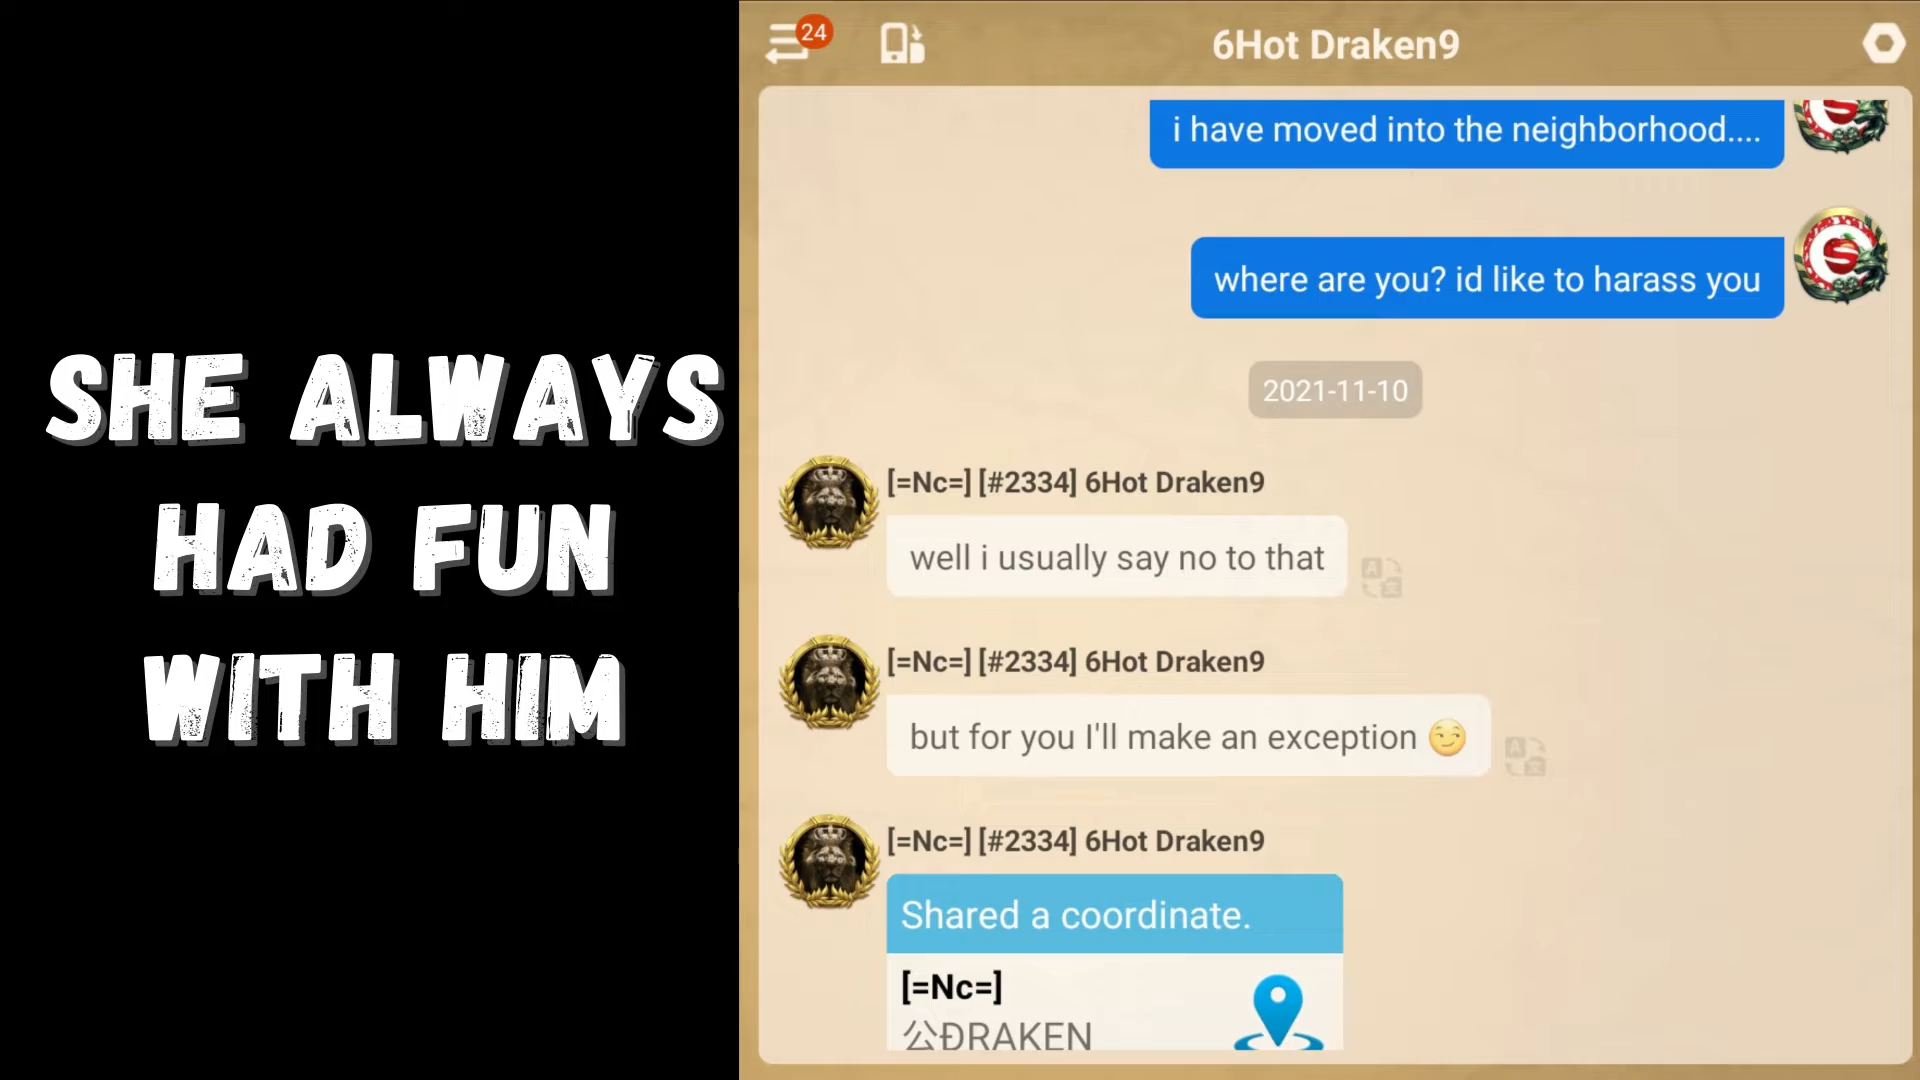 SHE ALWAYS
HAD FUN
WITH HIM
24
6Hot Draken9
i have moved into the neighborhood....
where are you? id like to harass you
2021-11-10
[=Nc=] [#2334] 6Hot Draken9
well i usually say no to that
[=Nc=] [#2334] 6Hot Draken9
but for you I'll make an exception 😏
[=Nc=] [#2334] 6Hot Draken9
Shared a coordinate.
[=Nc=]
公ĐRAKEN